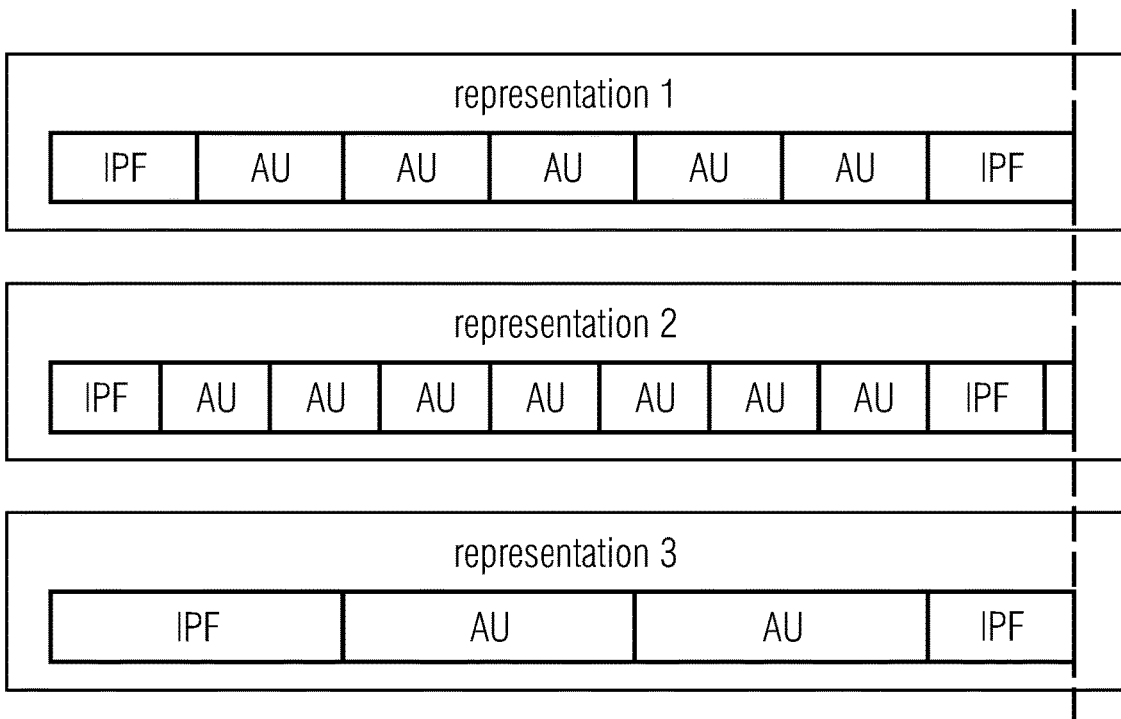 representation 1
IPF AU AU AU AU AU IPF
representation 2
IPF AU AU AU AU AU AU AU IPF
representation 3
IPF AU AU IPF